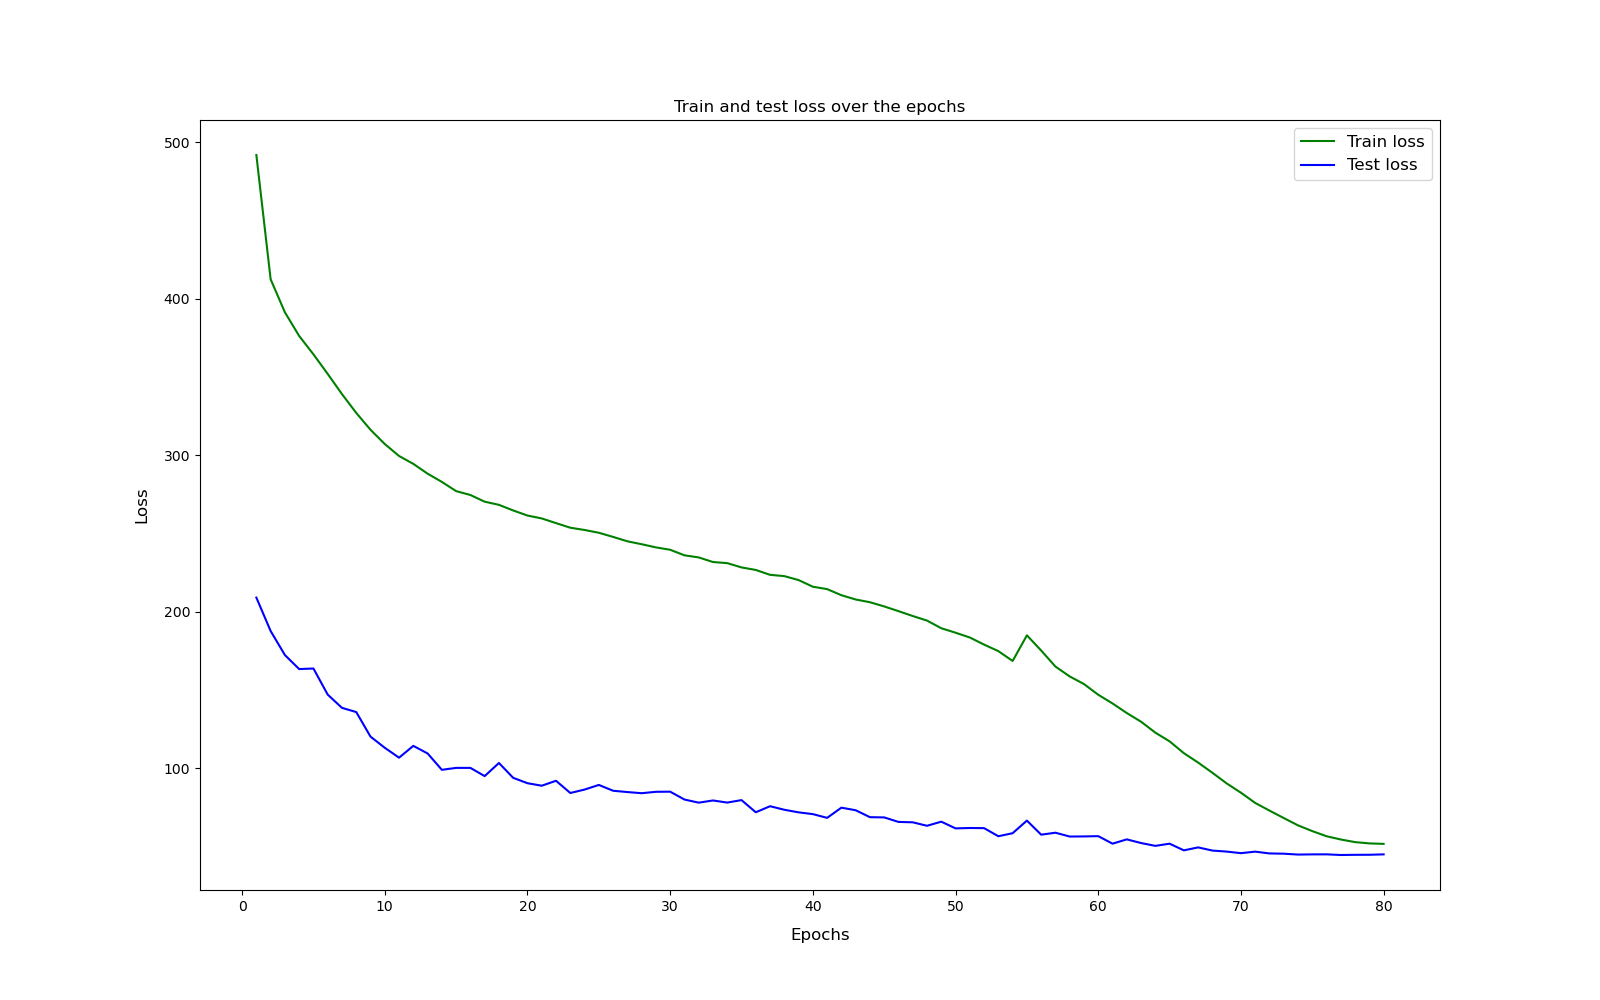 Train and test loss over the epochs
Train loss
Test loss
500
400
300
200
100
Loss
0 10 20 30 40 50 60 70 80
Epochs